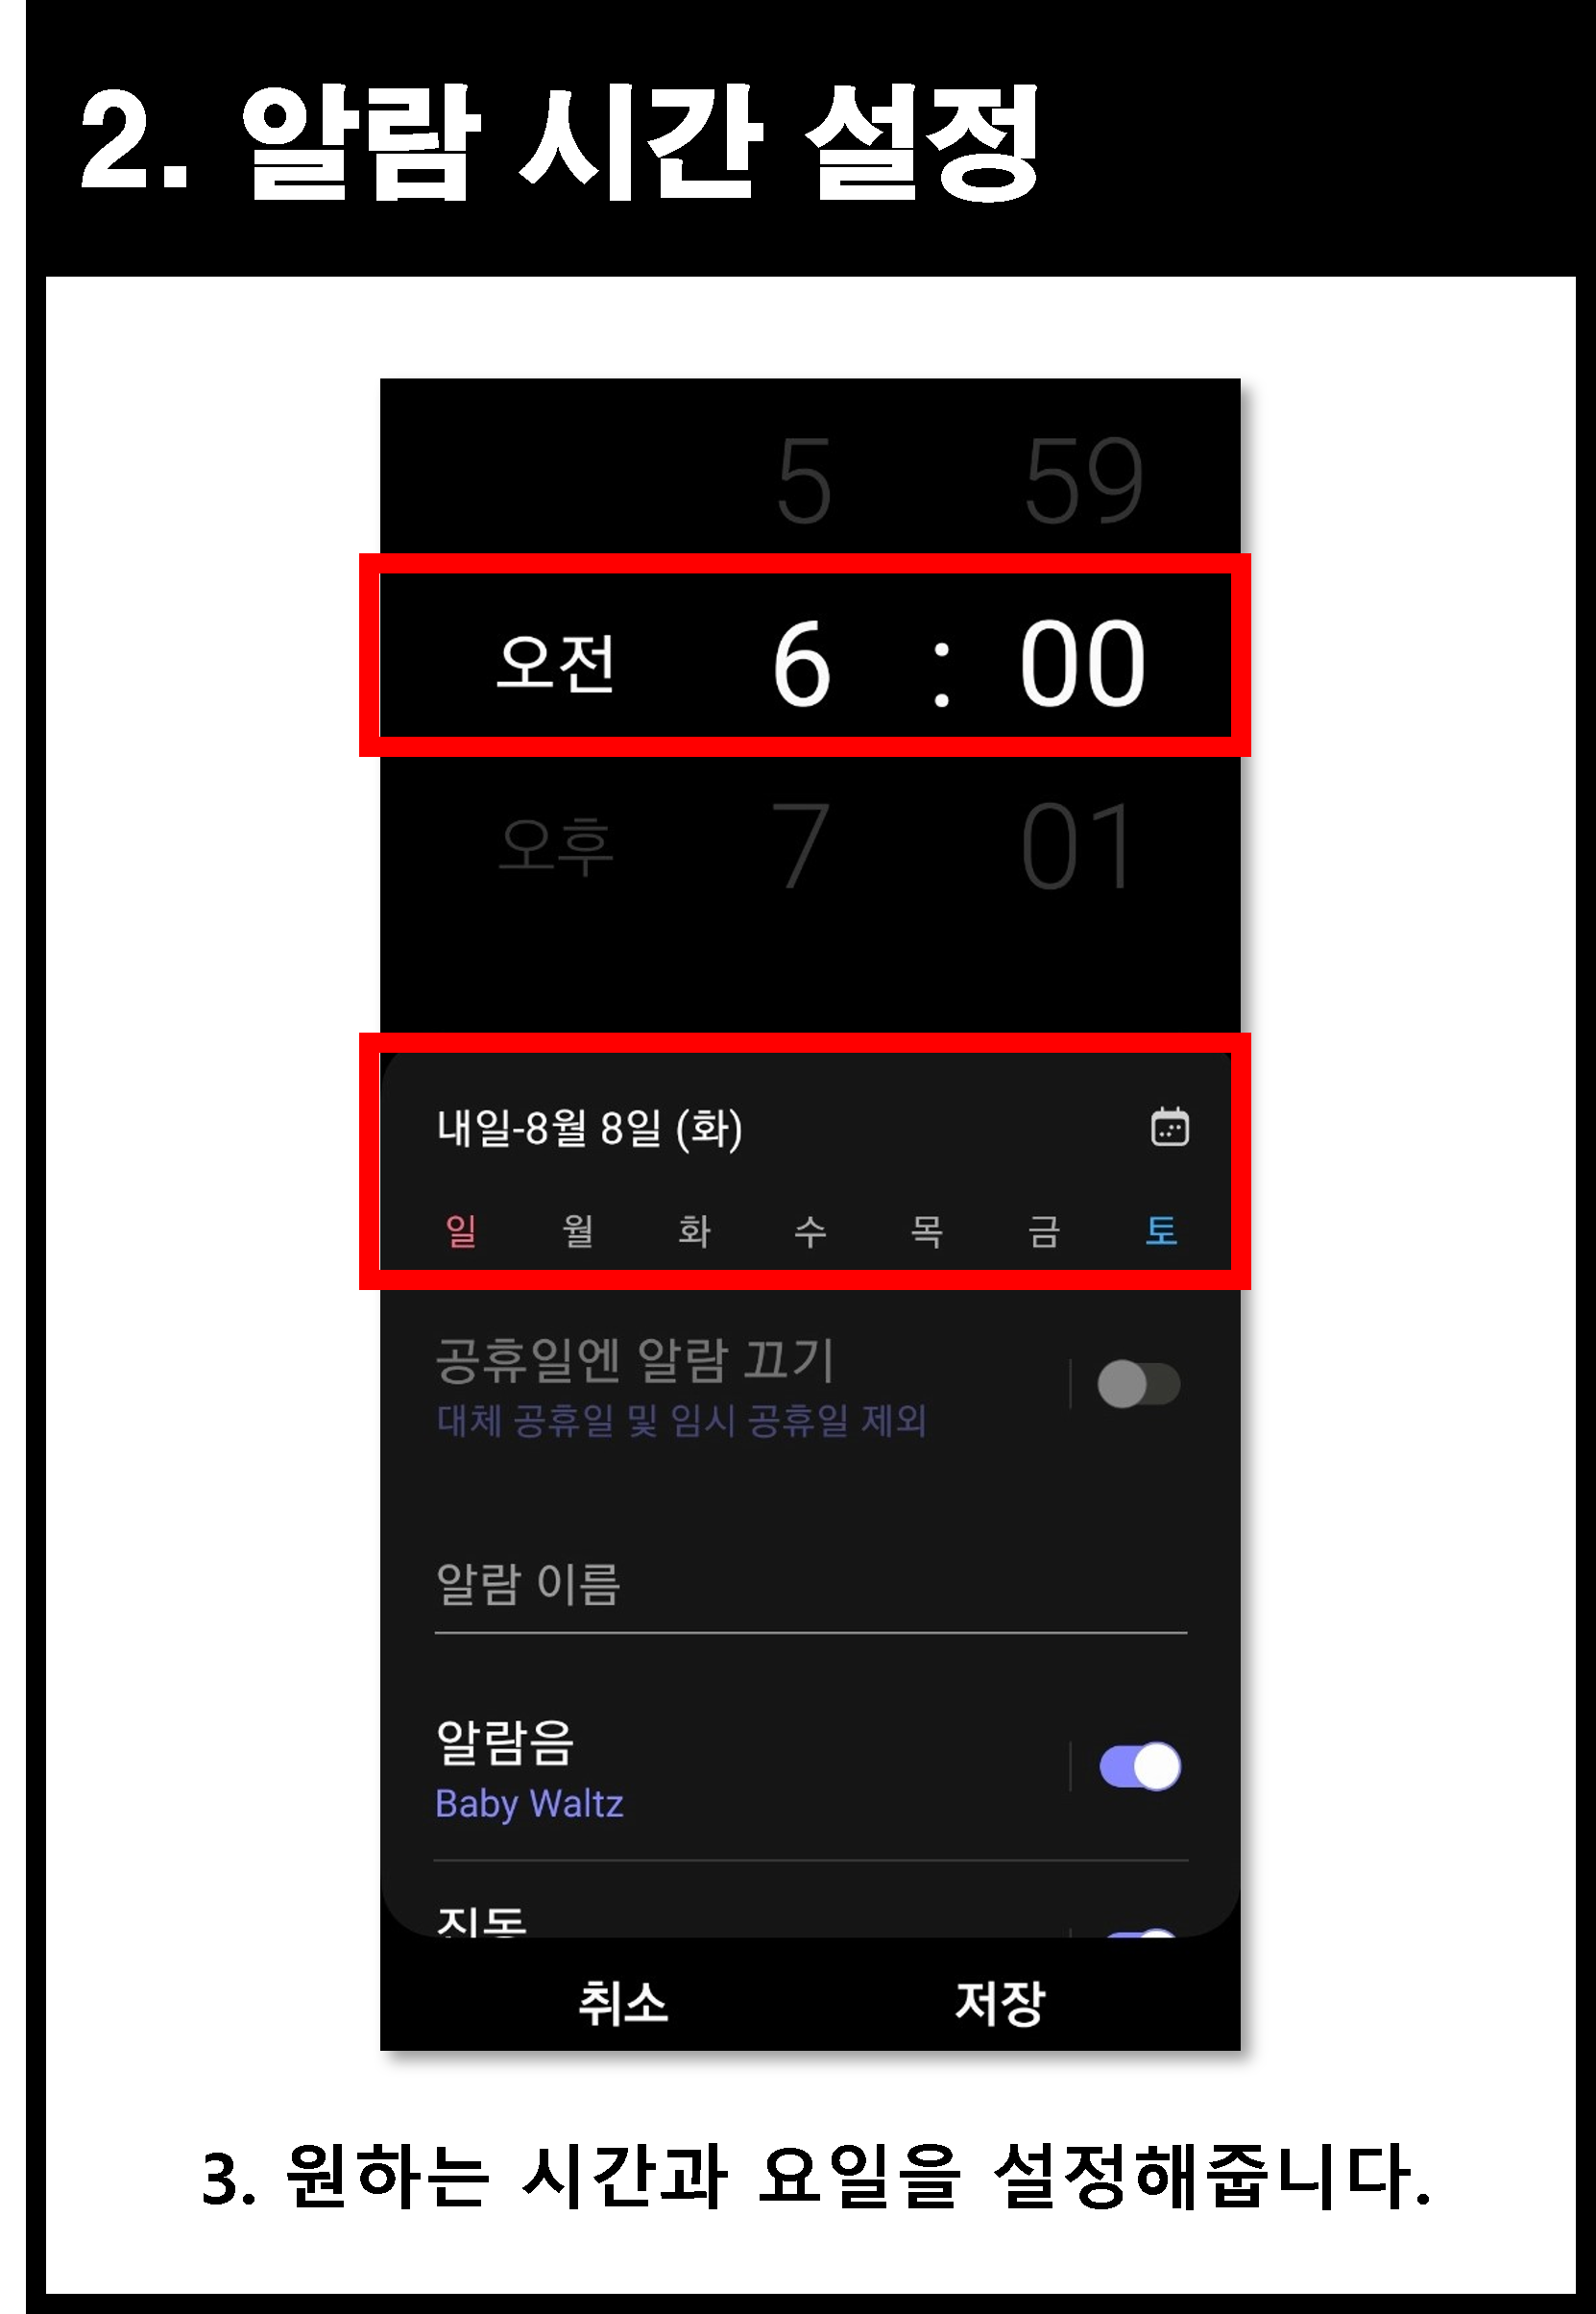 2. 알람 시간 설정
5 59
오전 6 : 00
오후 7 01
내일-8월 8일 (화)
일 월 화 수 목 금 토
공휴일엔 알람 끄기
대체 공휴일 및 임시 공휴일 제외
알람 이름
알람음
Baby Waltz
진동
취소 저장
3. 원하는 시간과 요일을 설정해줍니다.